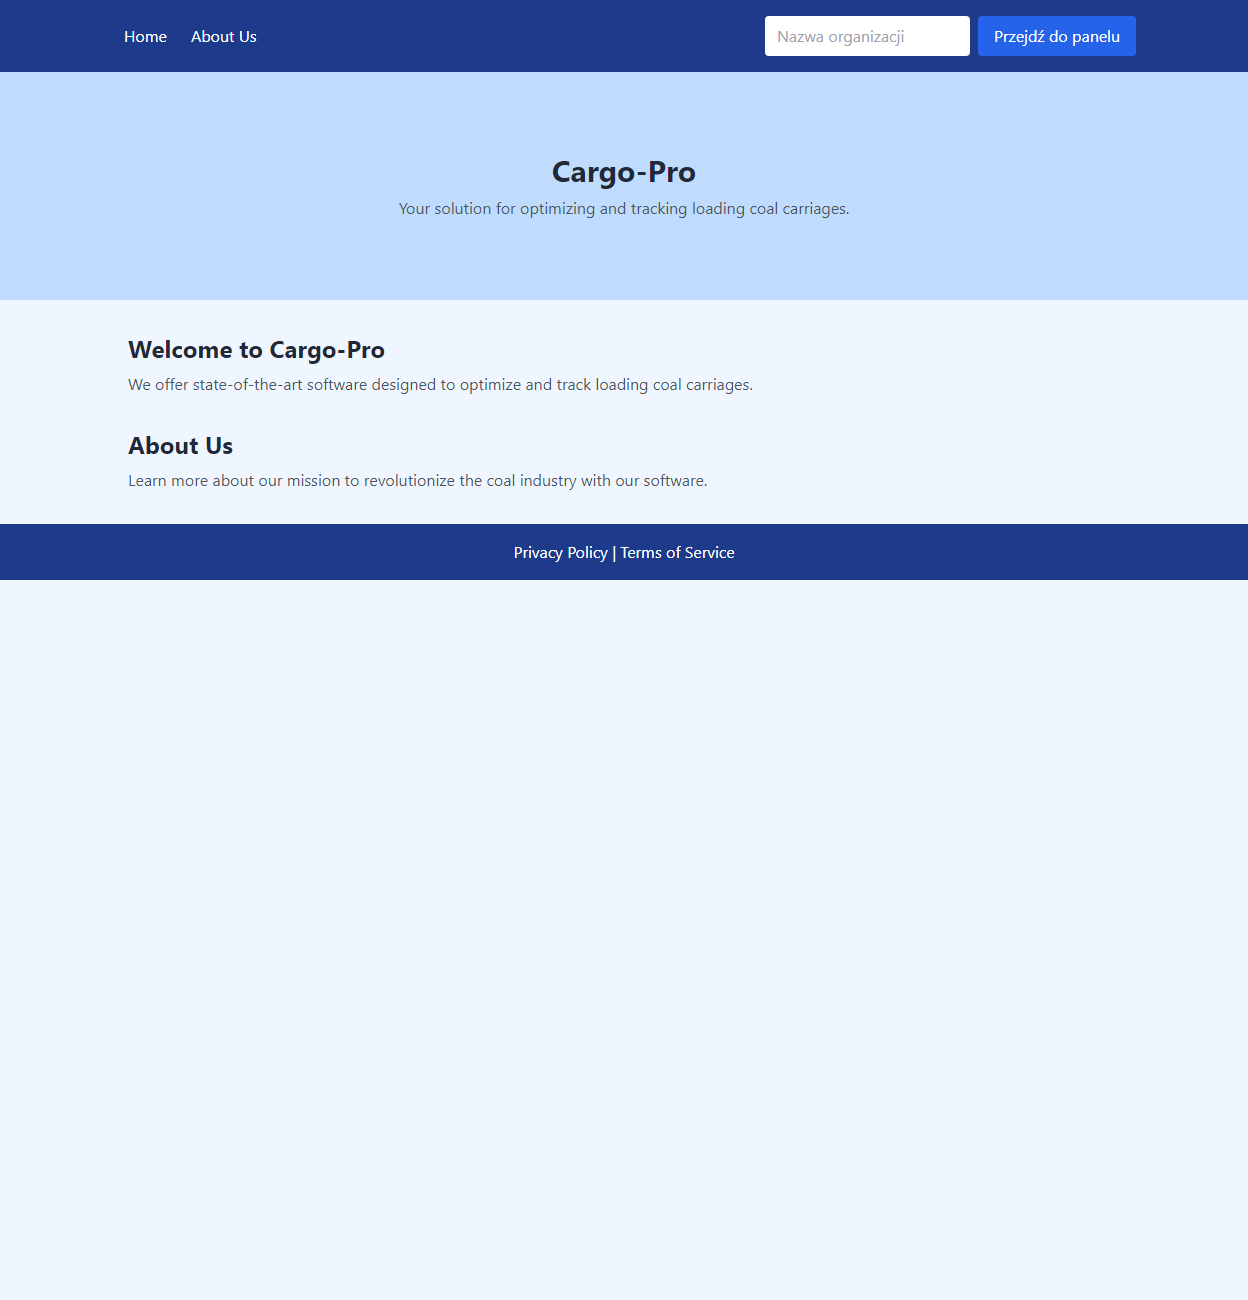 Home About Us Nazwa organizacji Przejdź do panelu
Cargo-Pro
Your solution for optimizing and tracking loading coal carriages.
Welcome to Cargo-Pro
We offer state-of-the-art software designed to optimize and track loading coal carriages.
About Us
Learn more about our mission to revolutionize the coal industry with our software.
Privacy Policy | Terms of Service